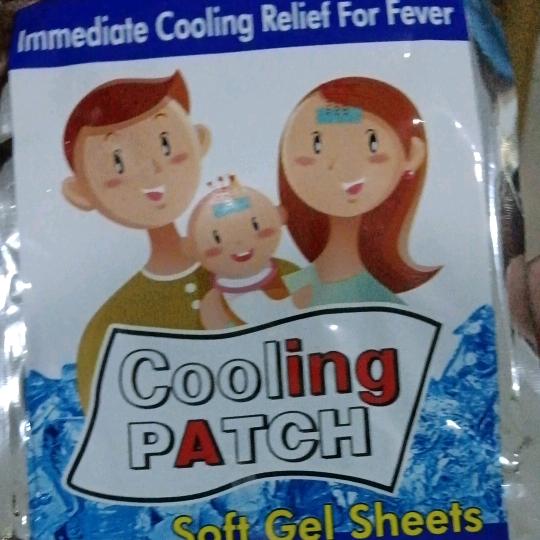 Immediate Cooling Relief For Fever
Cooling
PATCH
Soft Gel Sheets